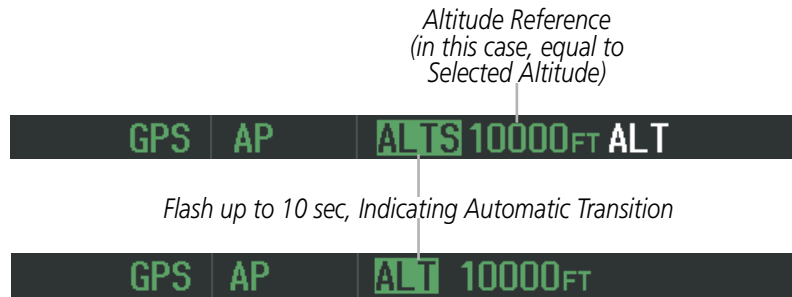 Altitude Reference
(in this case, equal to
Selected Altitude)
GPS AP ALTS 10000FT ALT
Flash up to 10 sec, Indicating Automatic Transition
GPS AP ALT 10000FT